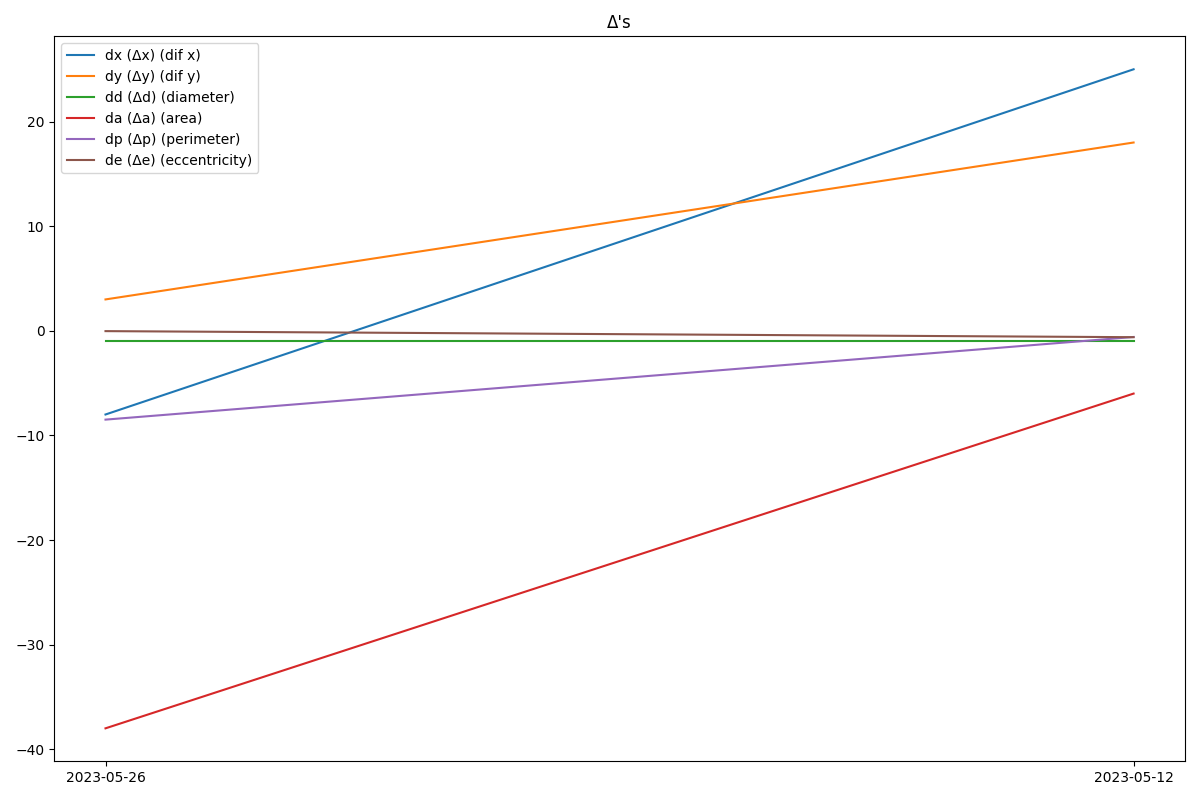 Δ's
dx (Δx) (dif x)
dy (Δy) (dif y)
dd (Δd) (diameter)
da (Δa) (area)
dp (Δp) (perimeter)
de (Δe) (eccentricity)
20
10
0
−10
−20
−30
−40
2023-05-26 2023-05-12